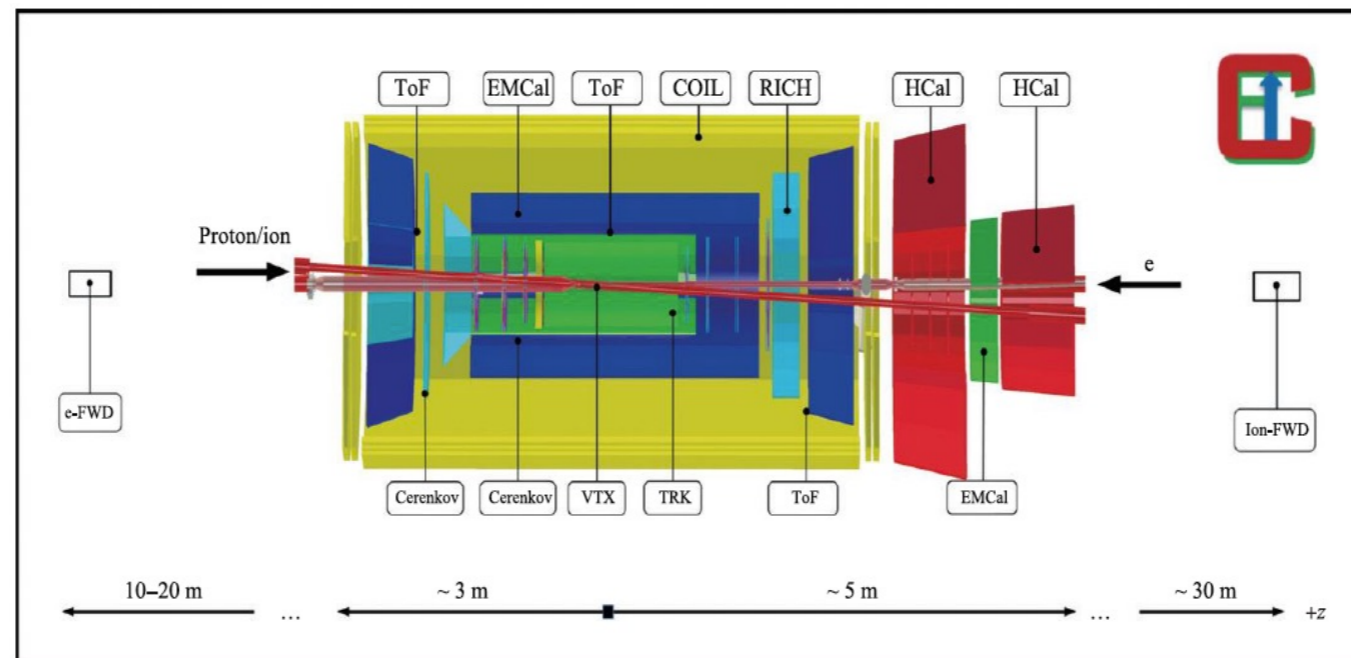 ToF
EMCal
ToF
COIL
RICH
HCal
HCal
Proton/ion
e
e-FWD
Ion-FWD
Cerenkov
Cerenkov
VTX
TRK
ToF
EMCal
10–20 m
...
~ 3 m
~ 5 m
...
~ 30 m
+z